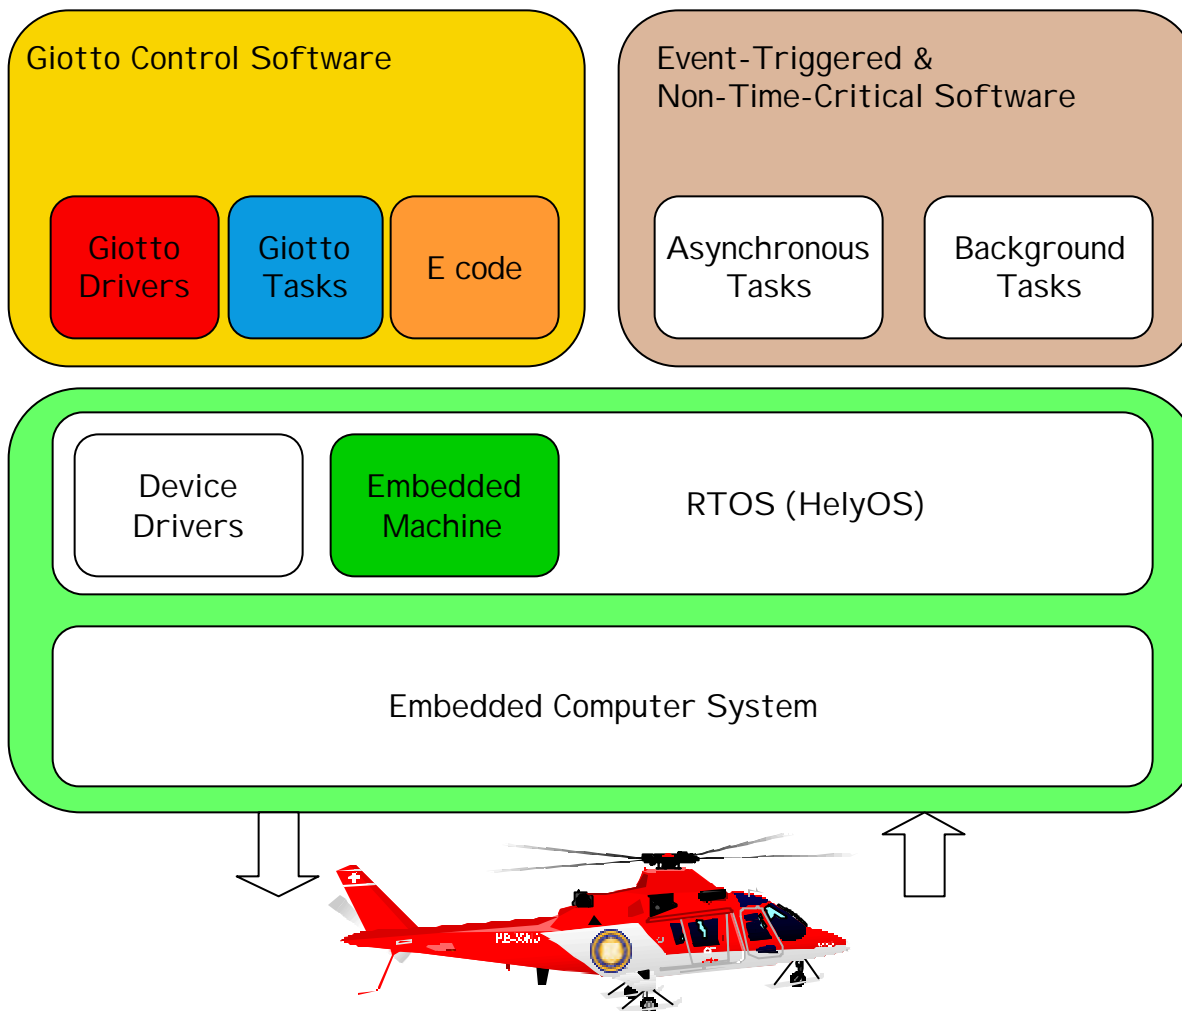 Giotto Control Software
Giotto
Drivers
Giotto
Tasks
E code
Event-Triggered &
Non-Time-Critical Software
Asynchronous
Tasks
Background
Tasks
Device
Drivers
Embedded
Machine
RTOS (HelyOS)
Embedded Computer System